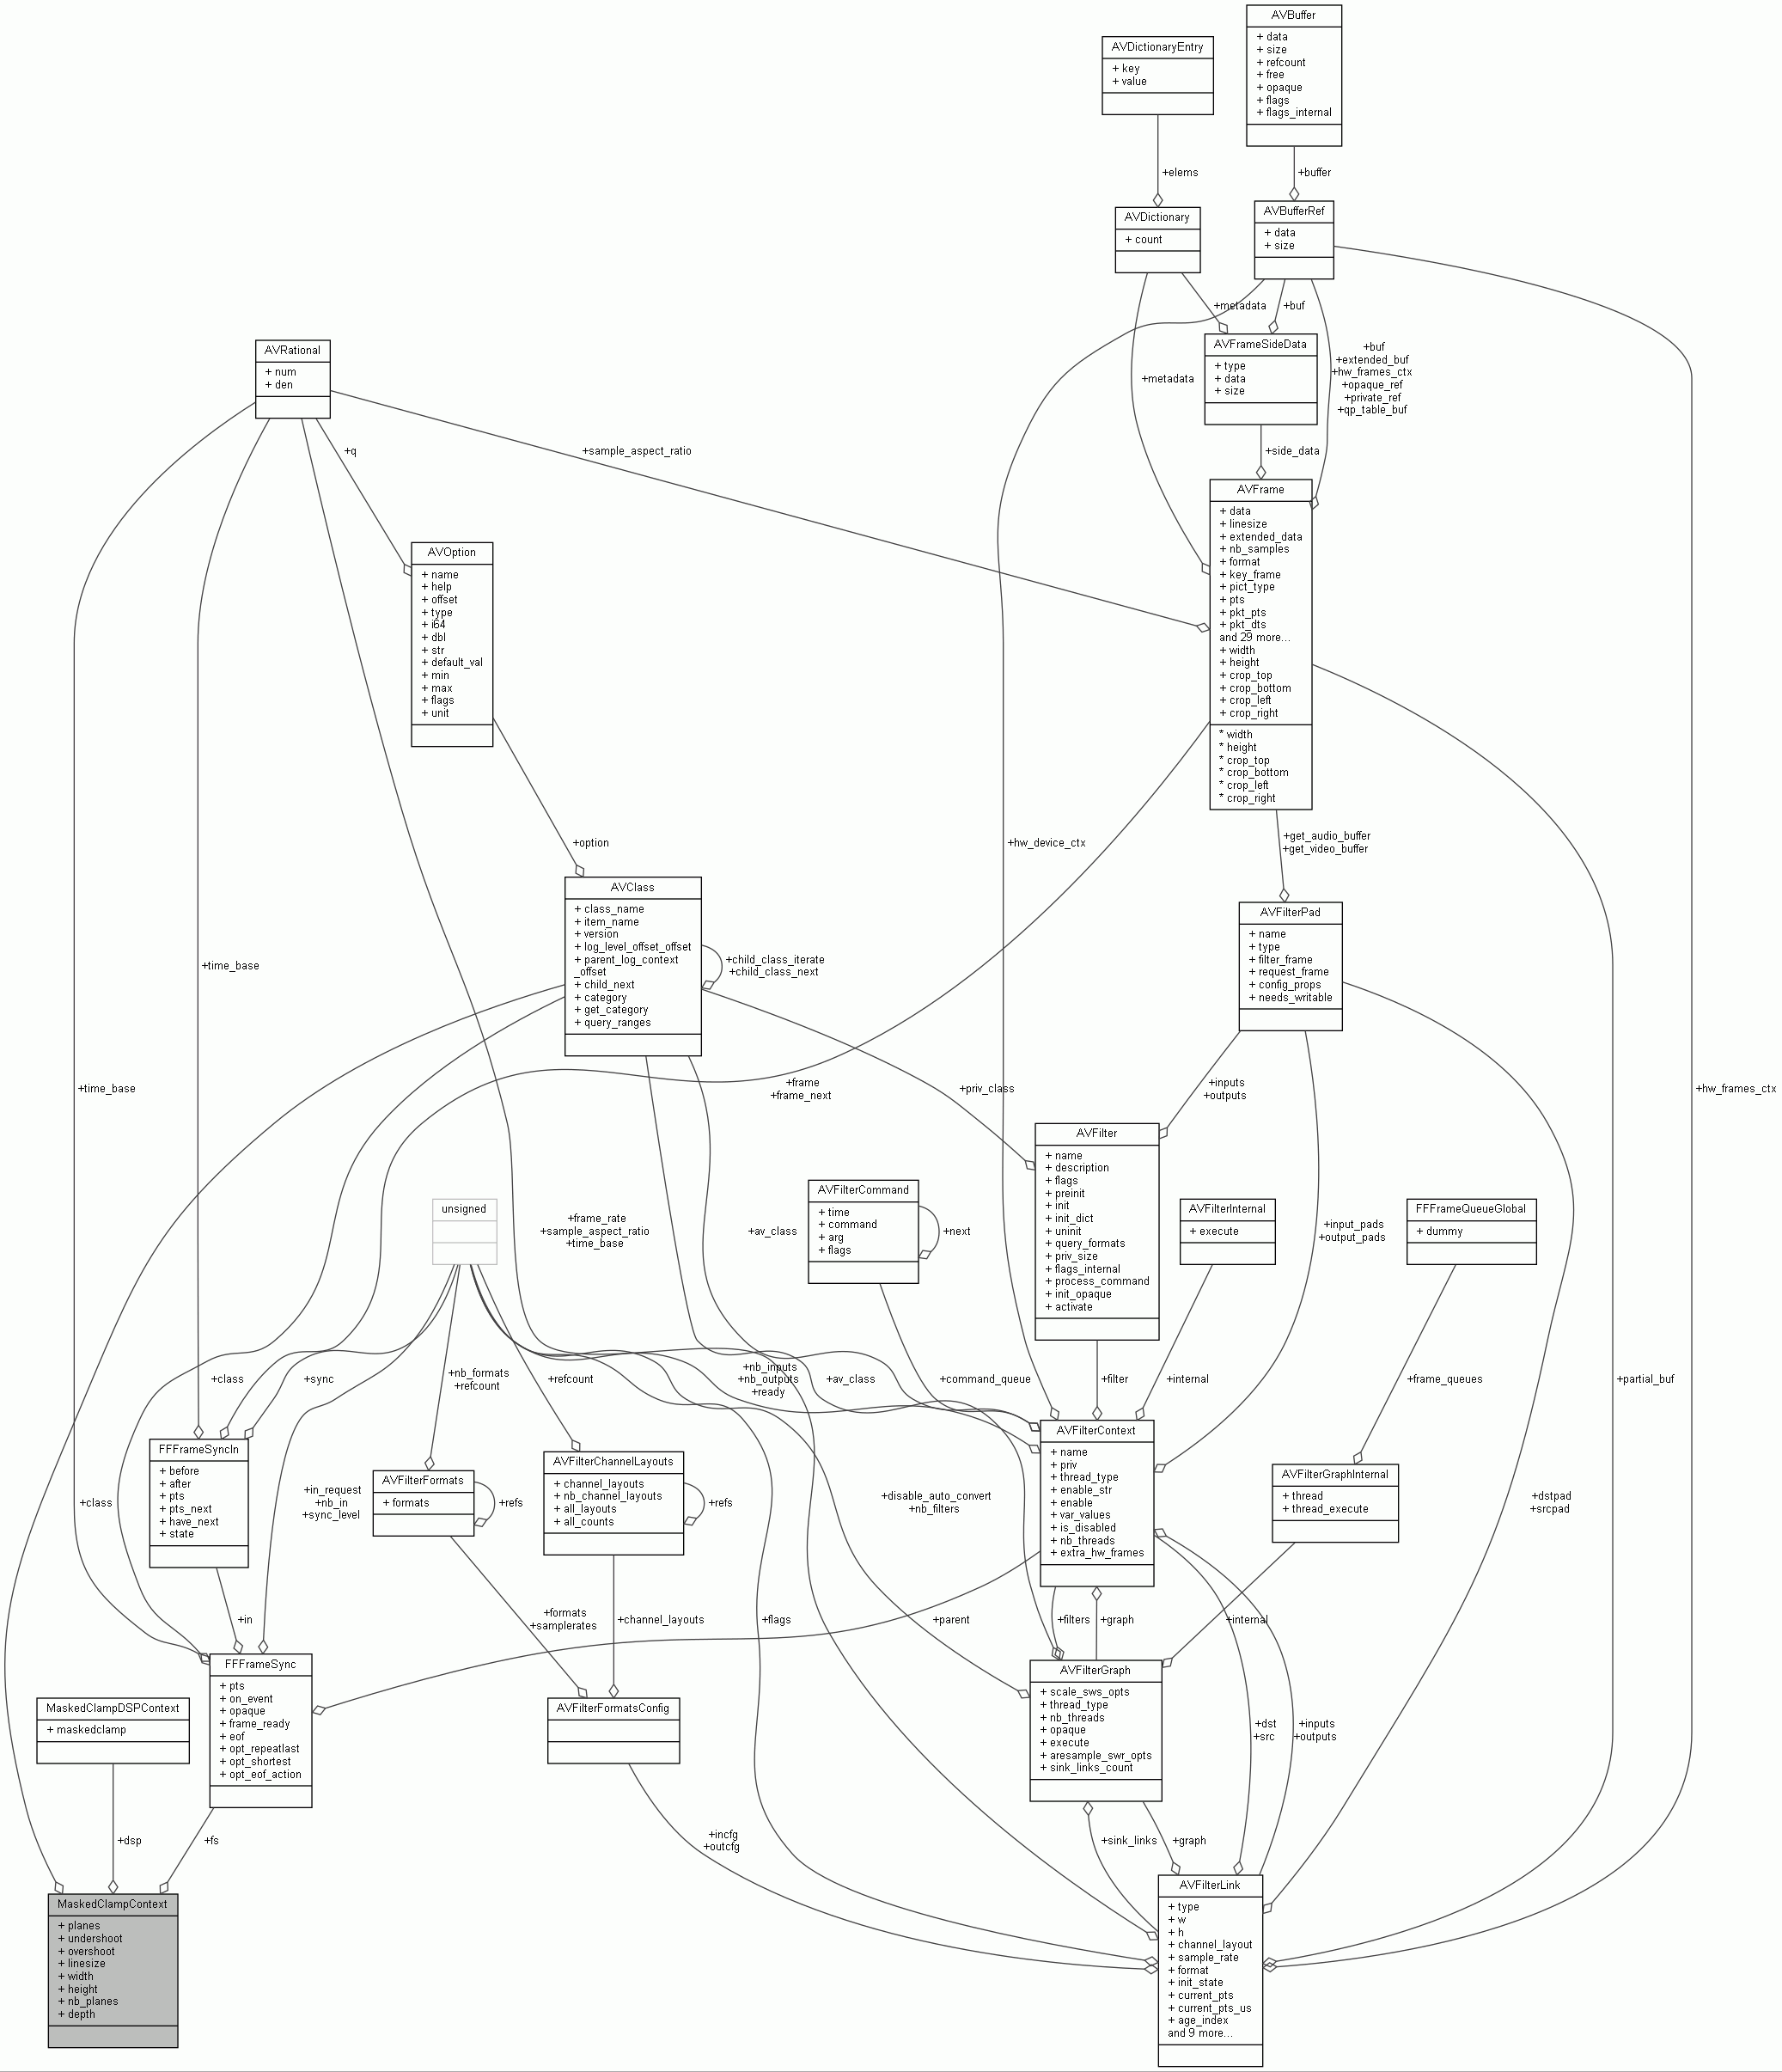 AVBuffer
+ data
+ size
+ refcount
+ free
+ opaque
+ flags
+ flags_internal
AVDictionaryEntry
+ key
+ value
+elems
+buffer
AVDictionary
+ count
AVBufferRef
+ data
+ size
+metadata
+buf
AVRational
+ num
+ den
AVFrameSideData
+ type
+ data
+ size
+metadata
+buf
+extended_buf
+hw_frames_ctx
+opaque_ref
+private_ref
+qp_table_buf
+q
+sample_aspect_ratio
+side_data
AVFrame
+ data
+ linesize
+ extended_data
+ nb_samples
+ format
+ key_frame
+ pict_type
+ pts
+ pkt_pts
+ pkt_dts
and 29 more...
+ width
+ height
+ crop_top
+ crop_bottom
+ crop_left
+ crop_right
* width
* height
* crop_top
* crop_bottom
* crop_left
* crop_right
AVOption
+ name
+ help
+ offset
+ type
+ i64
+ dbl
+ str
+ default_val
+ min
+ max
+ flags
+ unit
+option
+hw_device_ctx
+get_audio_buffer
+get_video_buffer
AVClass
+ class_name
+ item_name
+ version
+ log_level_offset_offset
+ parent_log_context
_offset
+ child_next
+ category
+ get_category
+ query_ranges
+child_class_iterate
+child_class_next
AVFilterPad
+ name
+ type
+ filter_frame
+ request_frame
+ config_props
+ needs_writable
+time_base
+time_base
+frame
+frame_next
+priv_class
+inputs
+outputs
+hw_frames_ctx
AVFilter
+ name
+ description
+ flags
+ preinit
+ init
+ init_dict
+ uninit
+ query_formats
+ priv_size
+ flags_internal
+ process_command
+ init_opaque
+ activate
unsigned
+frame_rate
+sample_aspect_ratio
+time_base
+av_class
AVFilterCommand
+ time
+ command
+ arg
+ flags
+next
AVFilterInternal
+ execute
+input_pads
+output_pads
FFFrameQueueGlobal
+ dummy
+class
+sync
+nb_formats
+refcount
+refcount
+nb_inputs
+nb_outputs
+ready
+av_class
+command_queue
+filter
+internal
+frame_queues
+partial_buf
FFFrameSyncIn
+ before
+ after
+ pts
+ pts_next
+ have_next
+ state
AVFilterFormats
+ formats
+refs
AVFilterChannelLayouts
+ channel_layouts
+ nb_channel_layouts
+ all_layouts
+ all_counts
+refs
AVFilterContext
+ name
+ priv
+ thread_type
+ enable_str
+ enable
+ var_values
+ is_disabled
+ nb_threads
+ extra_hw_frames
AVFilterGraphInternal
+ thread
+ thread_execute
+class
+in_request
+nb_in
+sync_level
+disable_auto_convert
+nb_filters
+dstpad
+srcpad
+in
+formats
+samplerates
+channel_layouts
+flags
+parent
+filters
+graph
+internal
FFFrameSync
+ pts
+ on_event
+ opaque
+ frame_ready
+ eof
+ opt_repeatlast
+ opt_shortest
+ opt_eof_action
MaskedClampDSPContext
+ maskedclamp
AVFilterFormatsConfig
AVFilterGraph
+ scale_sws_opts
+ thread_type
+ nb_threads
+ opaque
+ execute
+ aresample_swr_opts
+ sink_links_count
+dst
+src
+inputs
+outputs
+dsp
+fs
+incfg
+outcfg
+sink_links
+graph
MaskedClampContext
+ planes
+ undershoot
+ overshoot
+ linesize
+ width
+ height
+ nb_planes
+ depth
AVFilterLink
+ type
+ w
+ h
+ channel_layout
+ sample_rate
+ format
+ init_state
+ current_pts
+ current_pts_us
+ age_index
and 9 more...